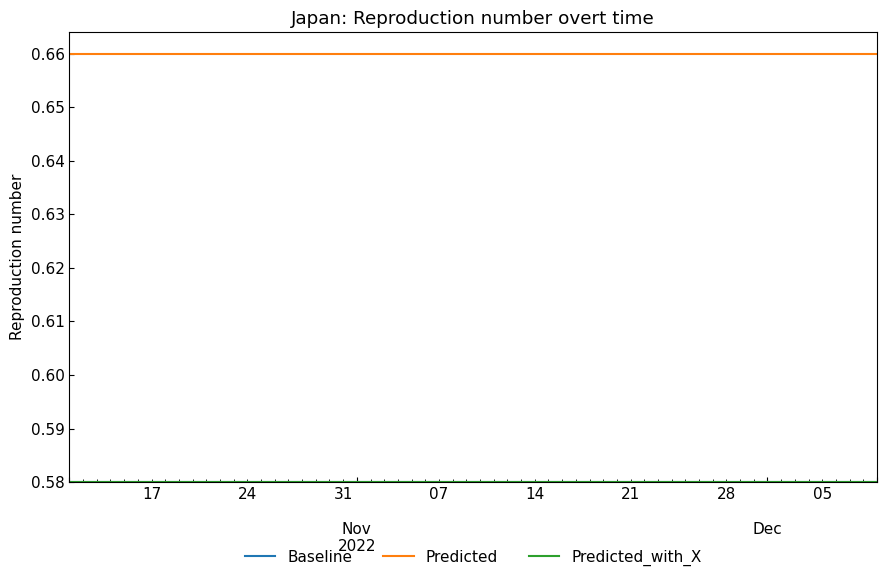 Japan: Reproduction number overt time
Reproduction number
0.66
0.65
0.64
0.63
0.62
0.61
0.60
0.59
0.58
17 24 31 07 14 21 28 05
Nov Dec
2022
Baseline Predicted Predicted_with_X